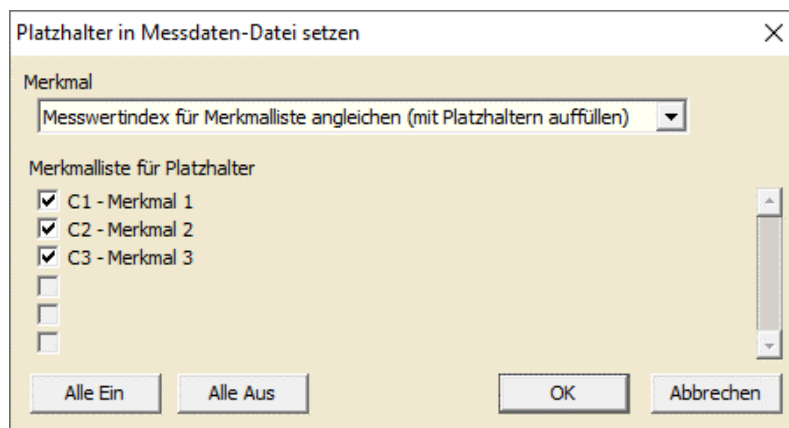 Platzhalter in Messdaten-Datei setzen
Merkmal
Messwertindex für Merkmalliste angleichen (mit Platzhaltern auffüllen)
Merkmalliste für Platzhalter
C1 - Merkmal 1
C2 - Merkmal 2
C3 - Merkmal 3
Alle Ein Alle Aus OK Abbrechen